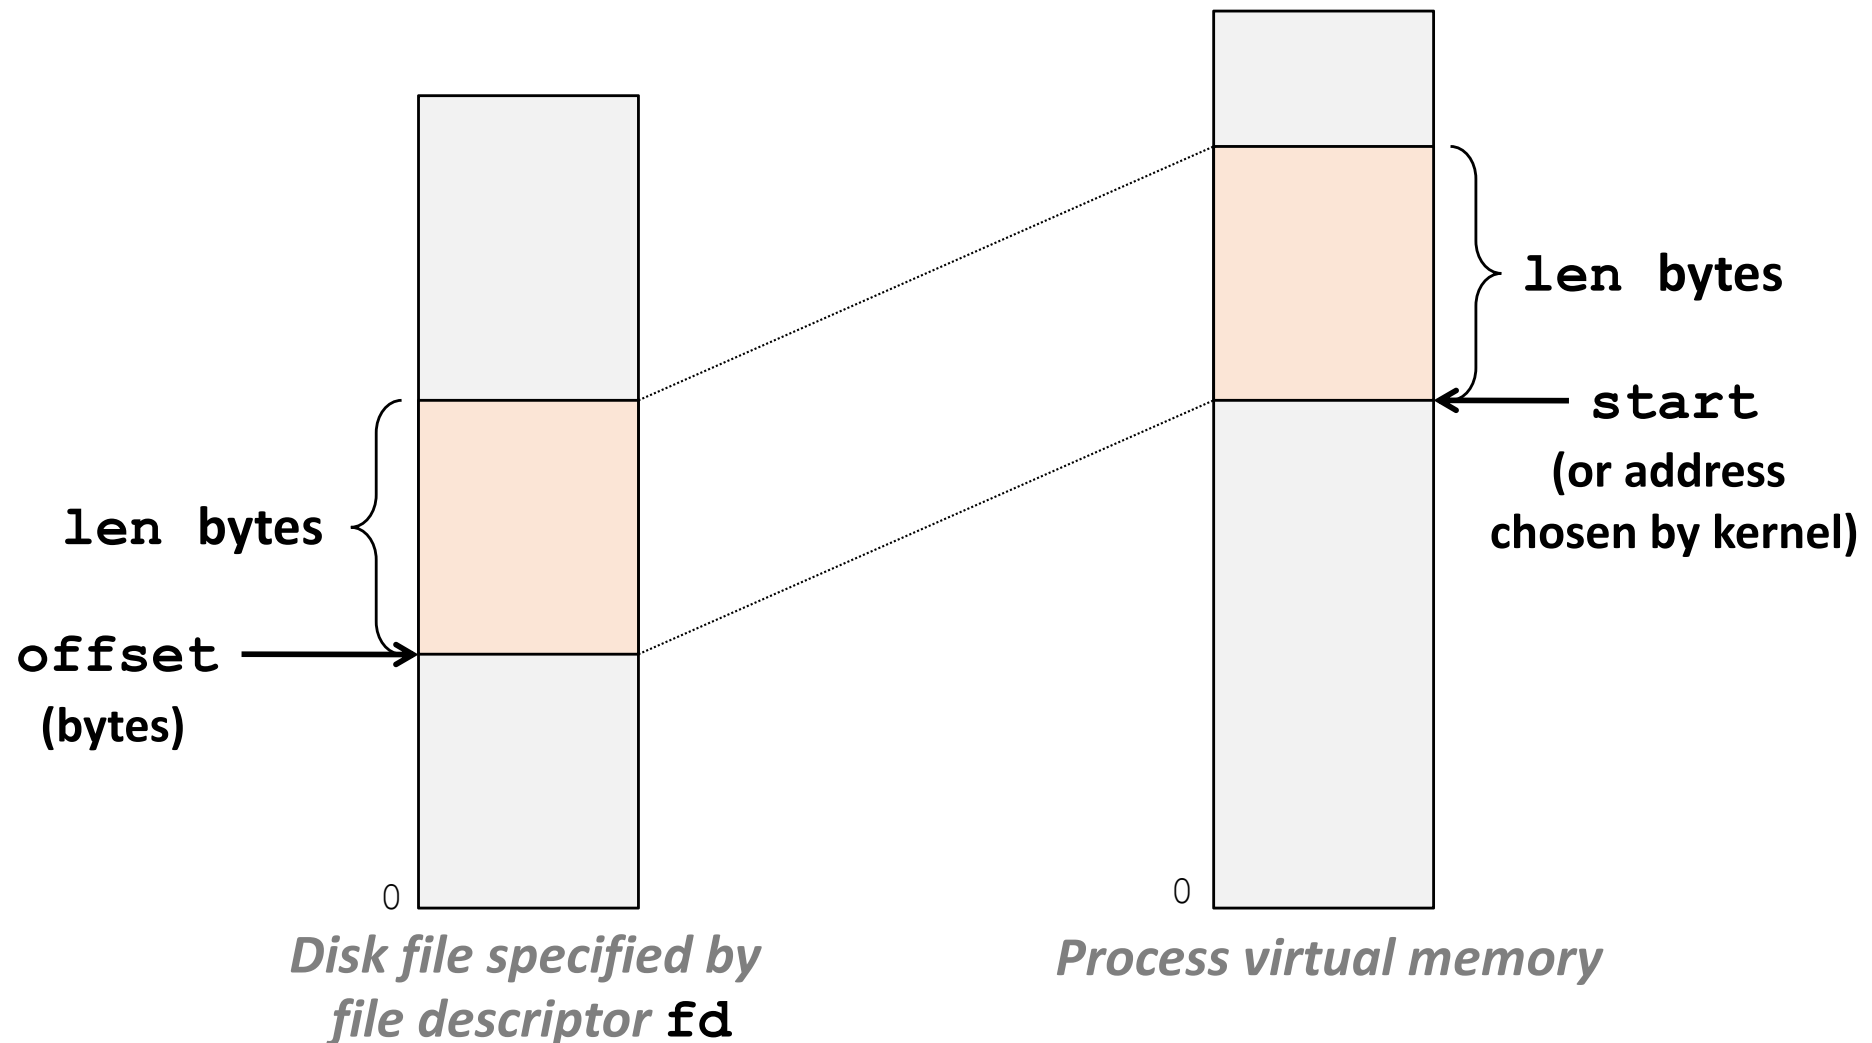 len bytes
start
(or address
chosen by kernel)
len bytes
offset
(bytes)
0
0
Disk file specified by
file descriptor fd
Process virtual memory